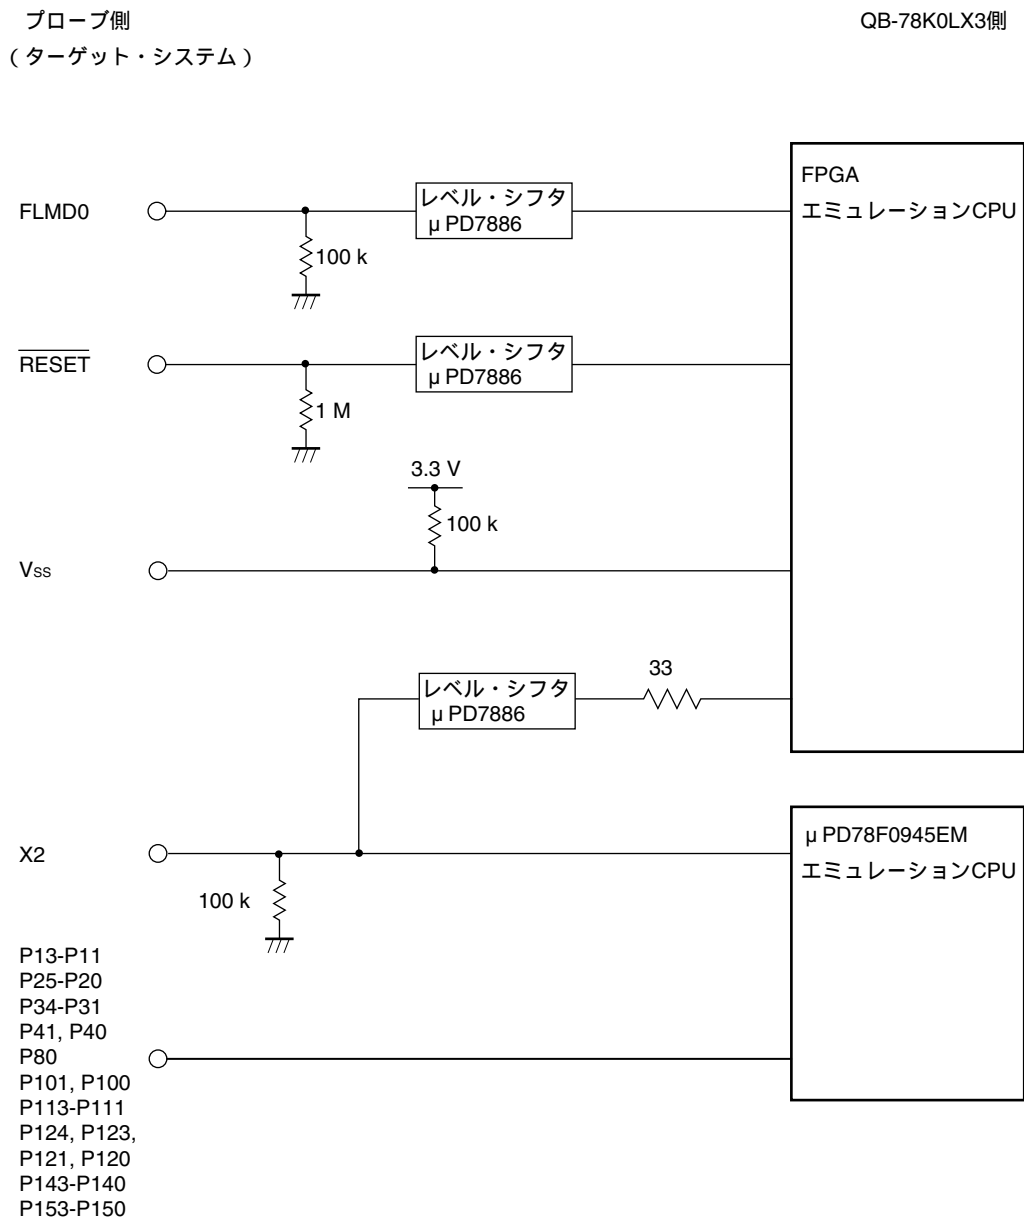 プローブ側
QB-78K0LX3側
(ターゲット・システム)
FPGA
エミュレーションCPU
FLMD0
レベル・シフタ
μPD7886
100 k
RESET
レベル・シフタ
μPD7886
1 M
3.3 V
100 k
VSS
33
レベル・シフタ
μPD7886
X2
μPD78F0945EM
エミュレーションCPU
100 k
P13-P11
P25-P20
P34-P31
P41, P40
P80
P101, P100
P113-P111
P124, P123,
P121, P120
P143-P140
P153-P150